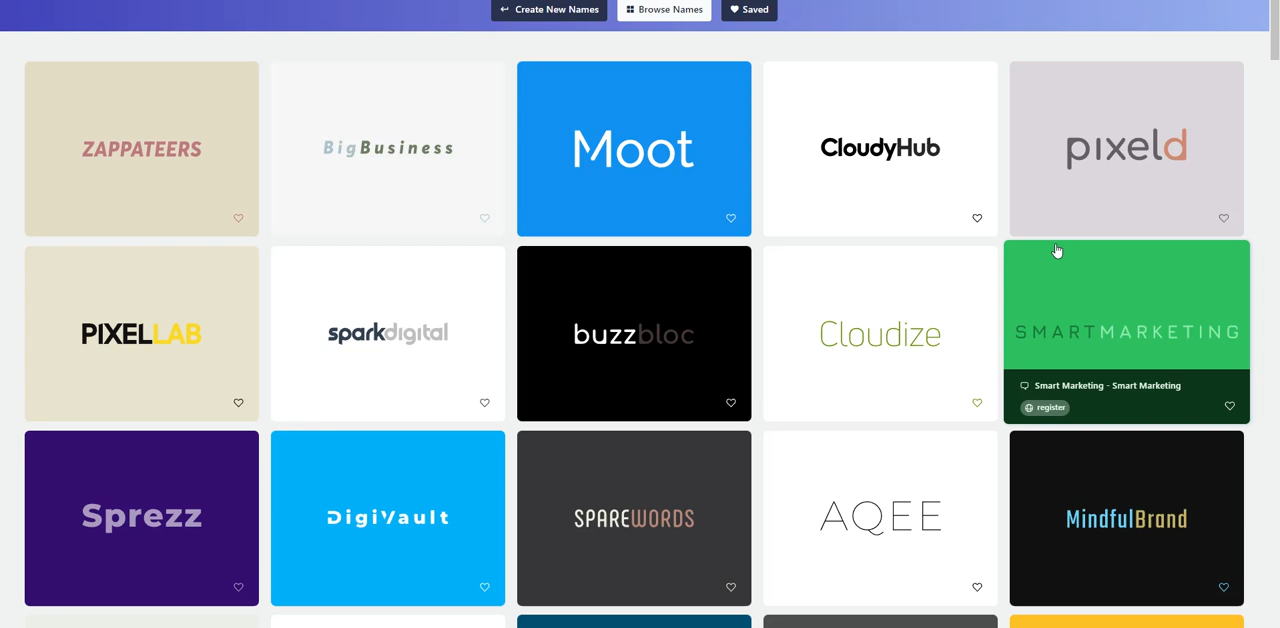 Create New Names
Browse Names
Saved
ZAPPATEERS
BigBusiness
Moot
CloudyHub
pixeld
PIXELLAB
sparkdigital
buzzbloc
Cloudize
SMARTMARKETING
Smart Marketing - Smart Marketing
register
Sprezz
DigiVault
SPAREWORDS
AQEE
MindfulBrand